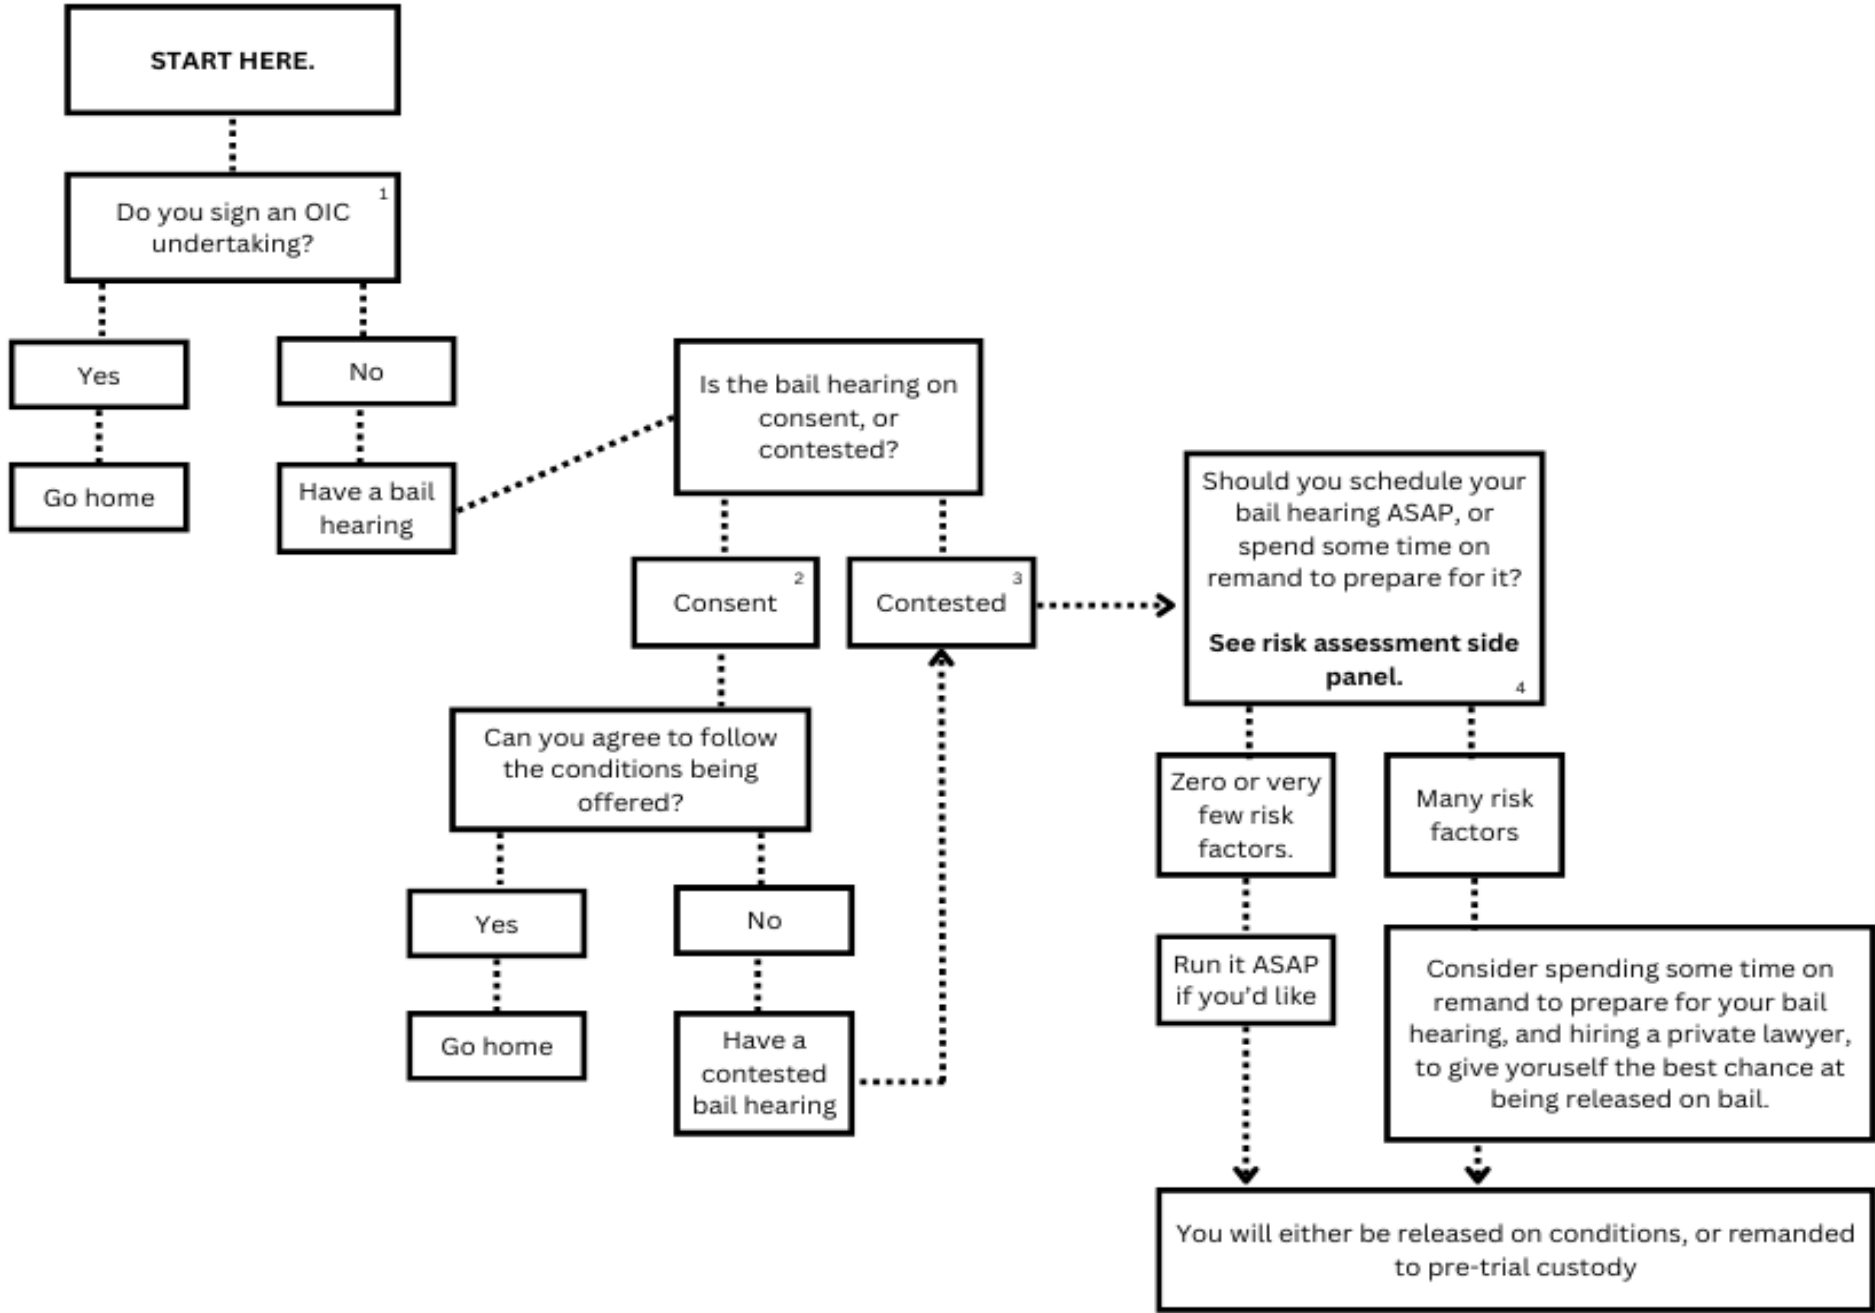 START HERE.
1
Do you sign an OIC
undertaking?
Yes
No
Go home
Have a bail
hearing
Is the bail hearing on
consent, or
contested?
2
Consent
3
Contested
Can you agree to follow
the conditions being
offered?
Yes
No
Go home
Have a
contested
bail hearing
Should you schedule your
bail hearing ASAP, or
spend some time on
remand to prepare for it?
See risk assessment side
panel.
4
Zero or very
few risk
factors.
Many risk
factors
Run it ASAP
if you’d like
Consider spending some time on
remand to prepare for your bail
hearing, and hiring a private lawyer,
to give yoruself the best chance at
being released on bail.
You will either be released on conditions, or remanded
to pre-trial custody